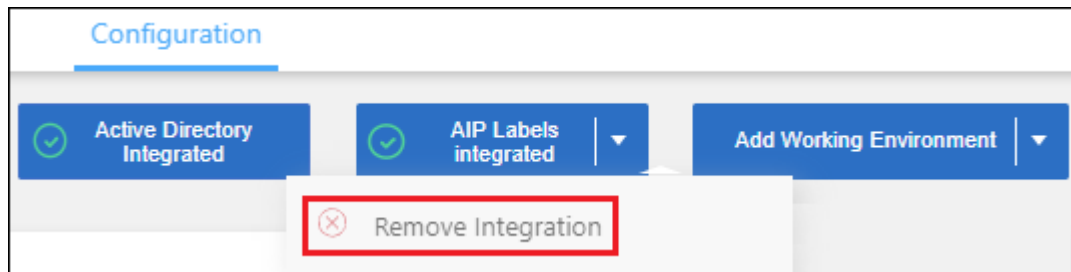 Configuration
Active Directory
Integrated
AIP Labels
integrated
Add Working Environment
Remove Integration